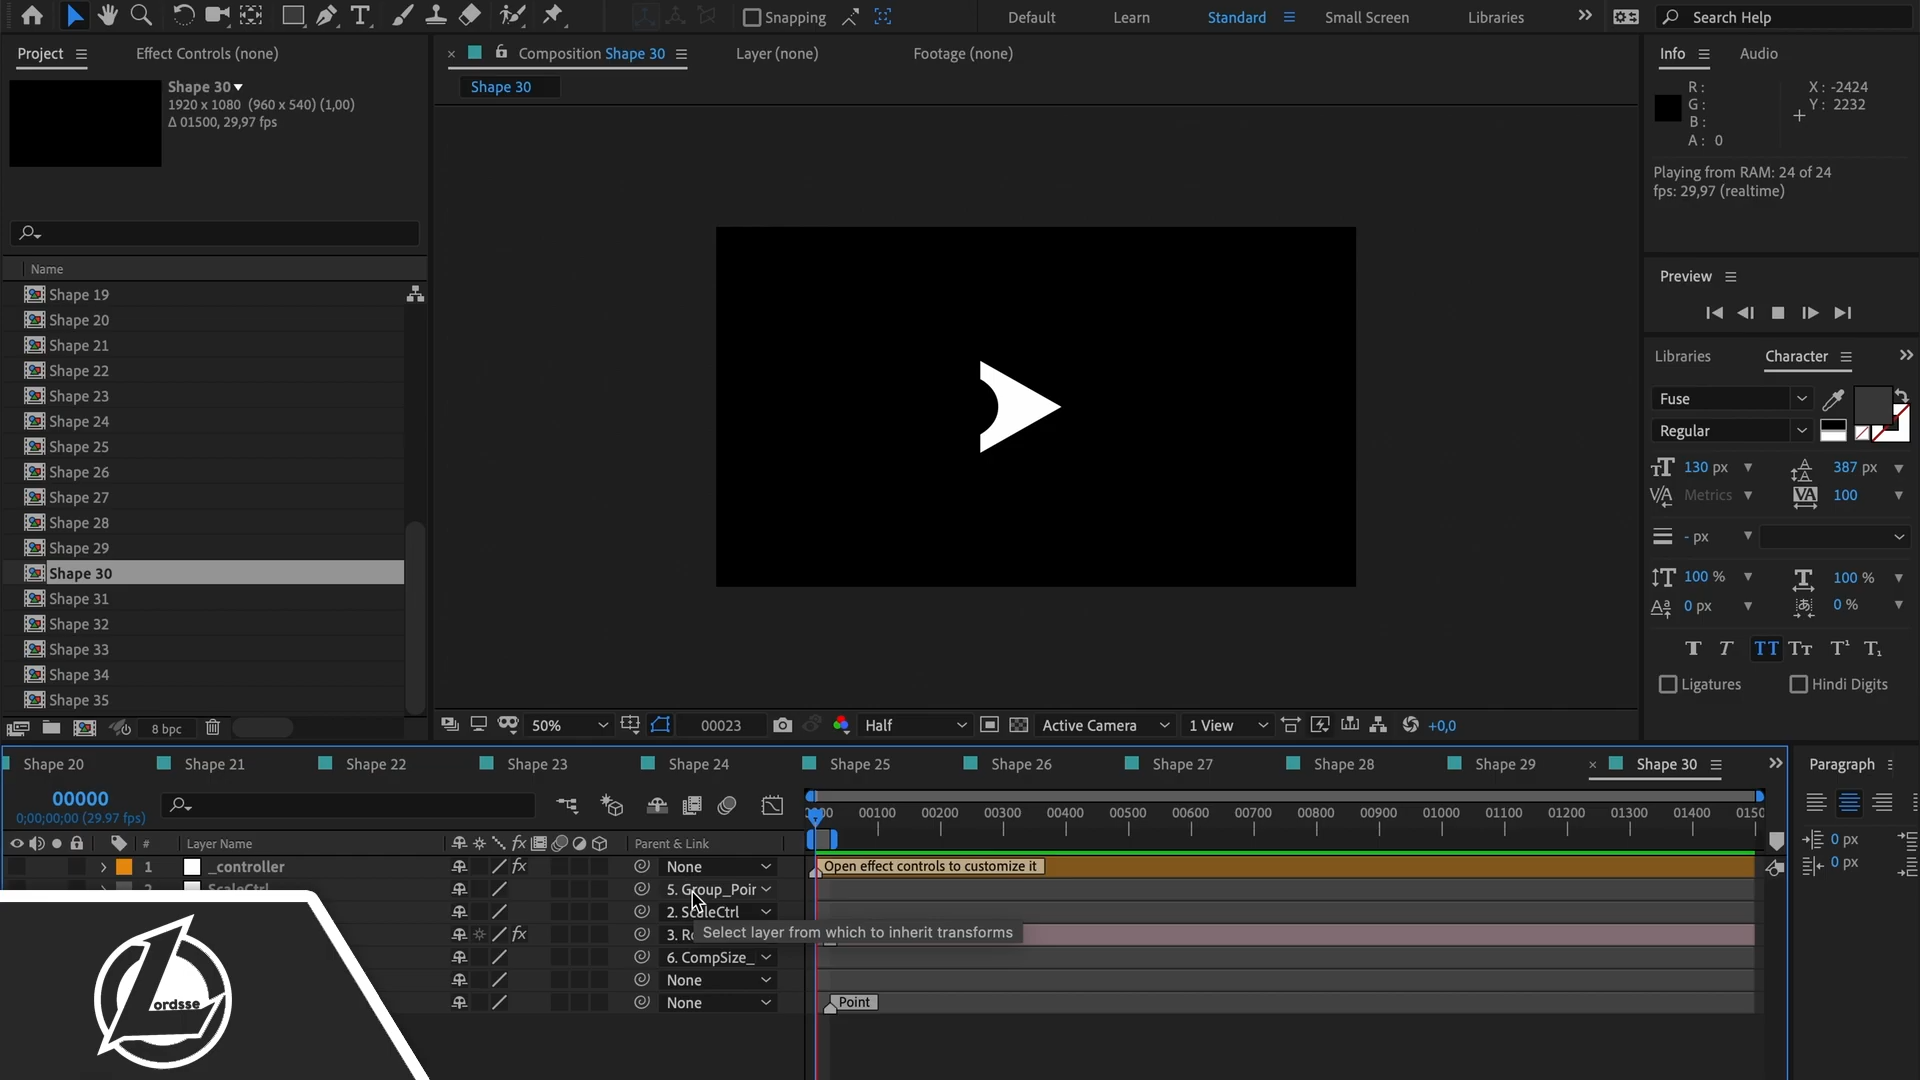 Snapping
Default
Learn
Standard
Small Screen
Libraries
Search Help
Project
Effect Controls (none)
Composition Shape 30
Layer (none)
Footage (none)
Info
Audio
Shape 30
1920 x 1080 (960 x 540) (1,00)
Δ 01500, 29,97 fps
Shape 30
R :
G :
B :
A : 0
X : -2424
Y : 2232
Playing from RAM: 24 of 24
fps: 29,97 (realtime)
Name
Shape 19
Shape 20
Shape 21
Shape 22
Shape 23
Shape 24
Shape 25
Shape 26
Shape 27
Shape 28
Shape 29
Shape 30
Shape 31
Shape 32
Shape 33
Shape 34
Shape 35
8 bpc
Preview
Libraries
Character
Fuse
Regular
130 px
387 px
Metrics
100
- px
100 %
100 %
0 px
0 %
Ligatures
Hindi Digits
50%
00023
Half
Active Camera
1 View
+0,0
Shape 20
Shape 21
Shape 22
Shape 23
Shape 24
Shape 25
Shape 26
Shape 27
Shape 28
Shape 29
Shape 30
Paragraph
00000
0;00;00;00 (29.97 fps)
00100
00200
00300
00400
00500
00600
00700
00800
00900
01000
01100
01200
01300
01400
# Layer Name
Parent & Link
0 px
0 px
1 _controller
None
Open effect controls to customize it
2 ScaleCtrl
5. Group_Poir
2. ScaleCtrl
Select layer from which to inherit transforms
6. CompSize_
None
None
Point
ordsse